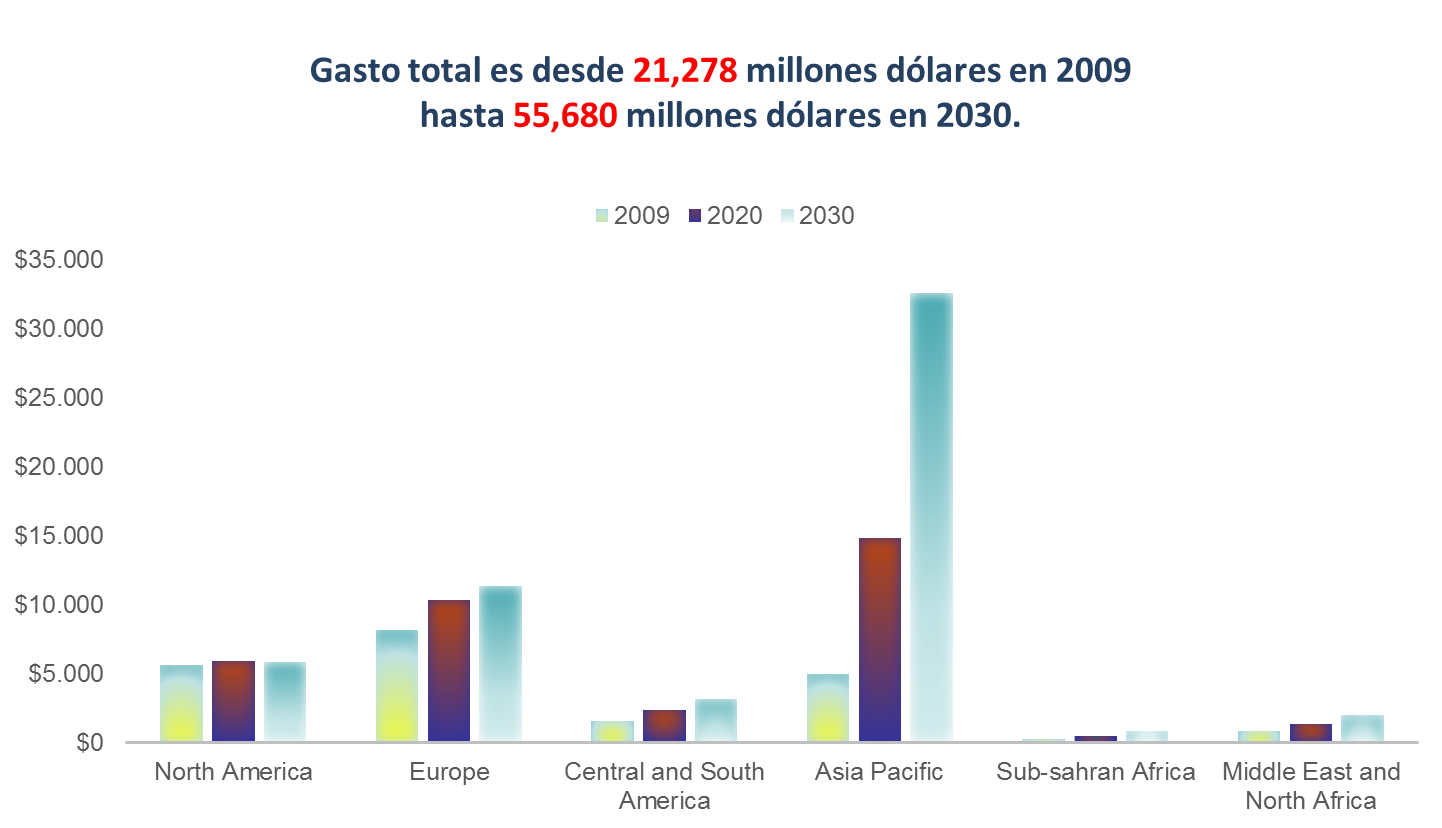 Gasto total es desde 21,278 millones dólares en 2009
hasta 55,680 millones dólares en 2030.
2009 2020 2030
$35.000
$30.000
$25.000
$20.000
$15.000
$10.000
$5.000
$0
North America
Europe
Central and South
America
Asia Pacific
Sub-sahran Africa
Middle East and
North Africa